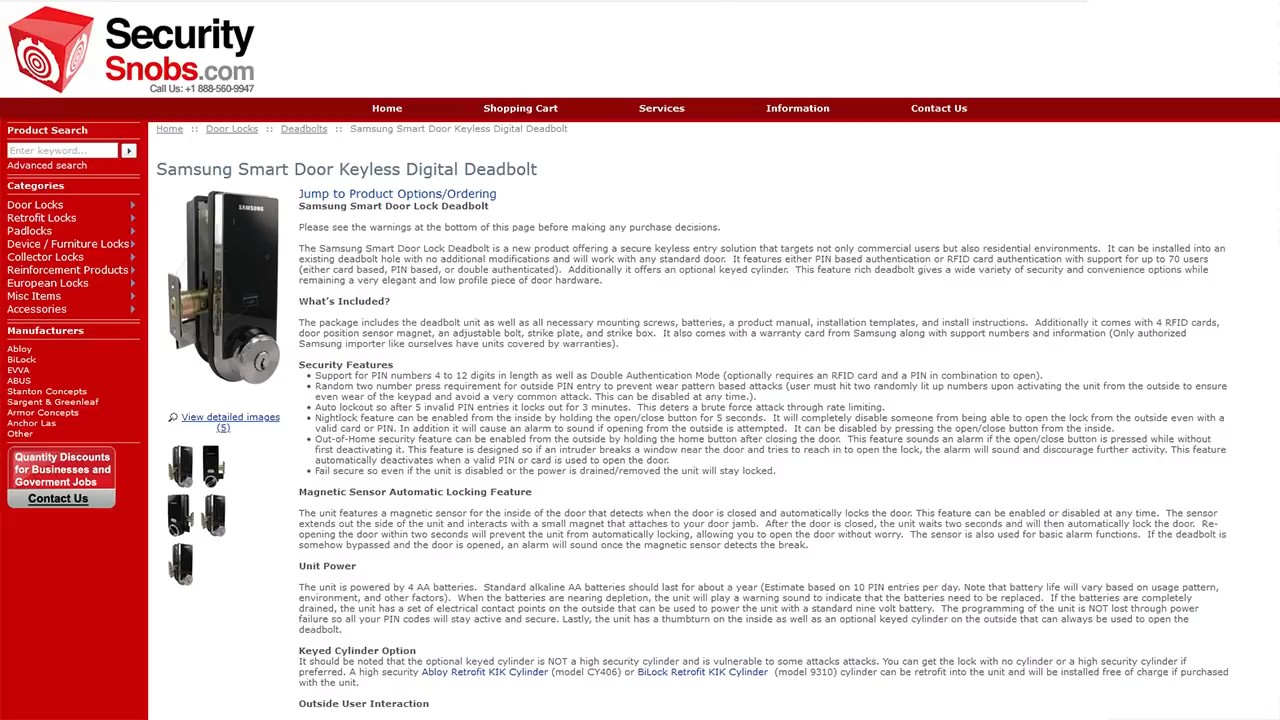 Security
Snobs.com
Call Us: +1 888-560-9947
Home
Shopping Cart
Services
Information
Contact Us
Product Search
Enter keyword...
Advanced search
Categories
Door Locks
Retrofit Locks
Padlocks
Device / Furniture Locks
Collector Locks
Reinforcement Products
European Locks
Misc Items
Accessories
Manufacturers
Abloy
BiLock
EVVA
ABUS
Stanton Concepts
Sargent & Greenleaf
Armor Concepts
Anchor Las
Other
Quantity Discounts
for Businesses and
Goverment Jobs
Contact Us
Home :: Door Locks :: Deadbolts :: Samsung Smart Door Keyless Digital Deadbolt
Samsung Smart Door Keyless Digital Deadbolt
SAMSUNG
View detailed images
(5)
Jump to Product Options/Ordering
Samsung Smart Door Lock Deadbolt
Please see the warnings at the bottom of this page before making any purchase decisions.
The Samsung Smart Door Lock Deadbolt is a new product offering a secure keyless entry solution that targets not only commercial users but also residential environments. It can be installed into an
existing deadbolt hole with no additional modifications and will work with any standard door. It features either PIN based authentication or RFID card authentication with support for up to 70 users
(either card based, PIN based, or double authenticated). Additionally it offers an optional keyed cylinder. This feature rich deadbolt gives a wide variety of security and convenience options while
remaining a very elegant and low profile piece of door hardware.
What's Included?
The package includes the deadbolt unit as well as all necessary mounting screws, batteries, a product manual, installation templates, and install instructions. Additionally it comes with 4 RFID cards,
door position sensor magnet, an adjustable bolt, strike plate, and strike box. It also comes with a warranty card from Samsung along with support numbers and information (Only authorized
Samsung importer like ourselves have units covered by warranties).
Security Features
• Support for PIN numbers 4 to 12 digits in length as well as Double Authentication Mode (optionally requires an RFID card and a PIN in combination to open).
• Random two number press requirement for outside PIN entry to prevent wear pattern based attacks (user must hit two randomly lit up numbers upon activating the unit from the outside to ensure
even wear of the keypad and avoid a very common attack. This can be disabled at any time.).
• Auto lockout so after 5 invalid PIN entries it locks out for 3 minutes. This deters a brute force attack through rate limiting.
• Nightlock feature can be enabled from the inside by holding the open/close button for 5 seconds. It will completely disable someone from being able to open the lock from the outside even with a
valid card or PIN. In addition it will cause an alarm to sound if opening from the outside is attempted. It can be disabled by pressing the open/close button from the inside.
• Out-of-Home security feature can be enabled from the outside by holding the home button after closing the door. This feature sounds an alarm if the open/close button is pressed while without
first deactivating it. This feature is designed so if an intruder breaks a window near the door and tries to reach in to open the lock, the alarm will sound and discourage further activity. This feature
automatically deactivates when a valid PIN or card is used to open the door.
• Fail secure so even if the unit is disabled or the power is drained/removed the unit will stay locked.
Magnetic Sensor Automatic Locking Feature
The unit features a magnetic sensor for the inside of the door that detects when the door is closed and automatically locks the door. This feature can be enabled or disabled at any time. The sensor
extends out the side of the unit and interacts with a small magnet that attaches to your door jamb. After the door is closed, the unit waits two seconds and will then automatically lock the door. Re-
opening the door within two seconds will prevent the unit from automatically locking, allowing you to open the door without worry. The sensor is also used for basic alarm functions. If the deadbolt is
somehow bypassed and the door is opened, an alarm will sound once the magnetic sensor detects the break.
Unit Power
The unit is powered by 4 AA batteries. Standard alkaline AA batteries should last for about a year (Estimate based on 10 PIN entries per day. Note that battery life will vary based on usage pattern,
environment, and other factors). When the batteries are nearing depletion, the unit will play a warning sound to indicate that the batteries need to be replaced. If the batteries are completely
drained, the unit has a set of electrical contact points on the outside that can be used to power the unit with a standard nine volt battery. The programming of the unit is NOT lost through power
failure so all your PIN codes will stay active and secure. Lastly, the unit has a thumbturn on the inside as well as an optional keyed cylinder on the outside that can always be used to open the
deadbolt.
Keyed Cylinder Option
It should be noted that the optional keyed cylinder is NOT a high security cylinder and is vulnerable to some attacks attacks. You can get the lock with no cylinder or a high security cylinder if
preferred. A high security Abloy Retrofit KIK Cylinder (model CY406) or BiLock Retrofit KIK Cylinder (model 9310) cylinder can be retrofit into the unit and will be installed free of charge if purchased
with the unit.
Outside User Interaction